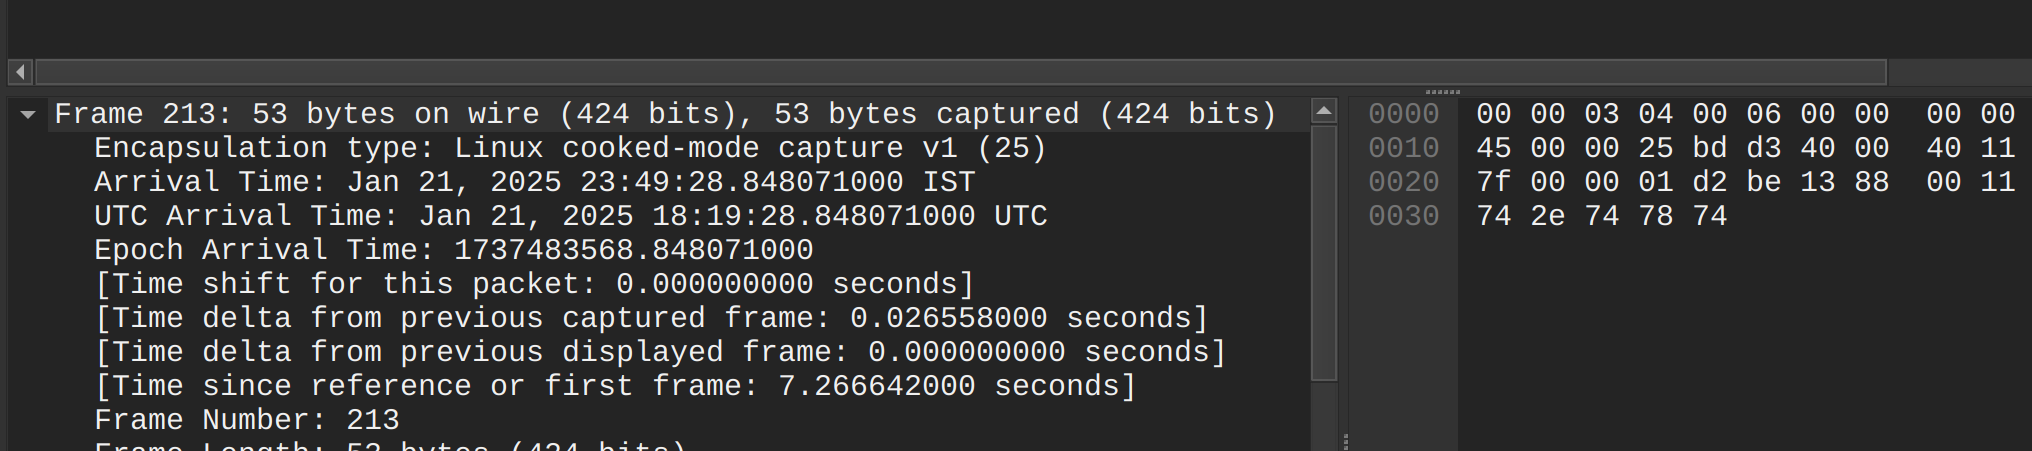 Frame 213: 53 bytes on wire (424 bits), 53 bytes captured (424 bits)
Encapsulation type: Linux cooked-mode capture v1 (25)
Arrival Time: Jan 21, 2025 23:49:28.848071000 IST
UTC Arrival Time: Jan 21, 2025 18:19:28.848071000 UTC
Epoch Arrival Time: 1737483568.848071000
[Time shift for this packet: 0.000000000 seconds]
[Time delta from previous captured frame: 0.026558000 seconds]
[Time delta from previous displayed frame: 0.000000000 seconds]
[Time since reference or first frame: 7.266642000 seconds]
Frame Number: 213
Frame Length: 53 bytes (424 bits)
0000 00 00 03 04 00 06 00 00 00 00
0010 45 00 00 25 bd d3 40 00 40 11
0020 7f 00 00 01 d2 be 13 88 00 11
0030 74 2e 74 78 74